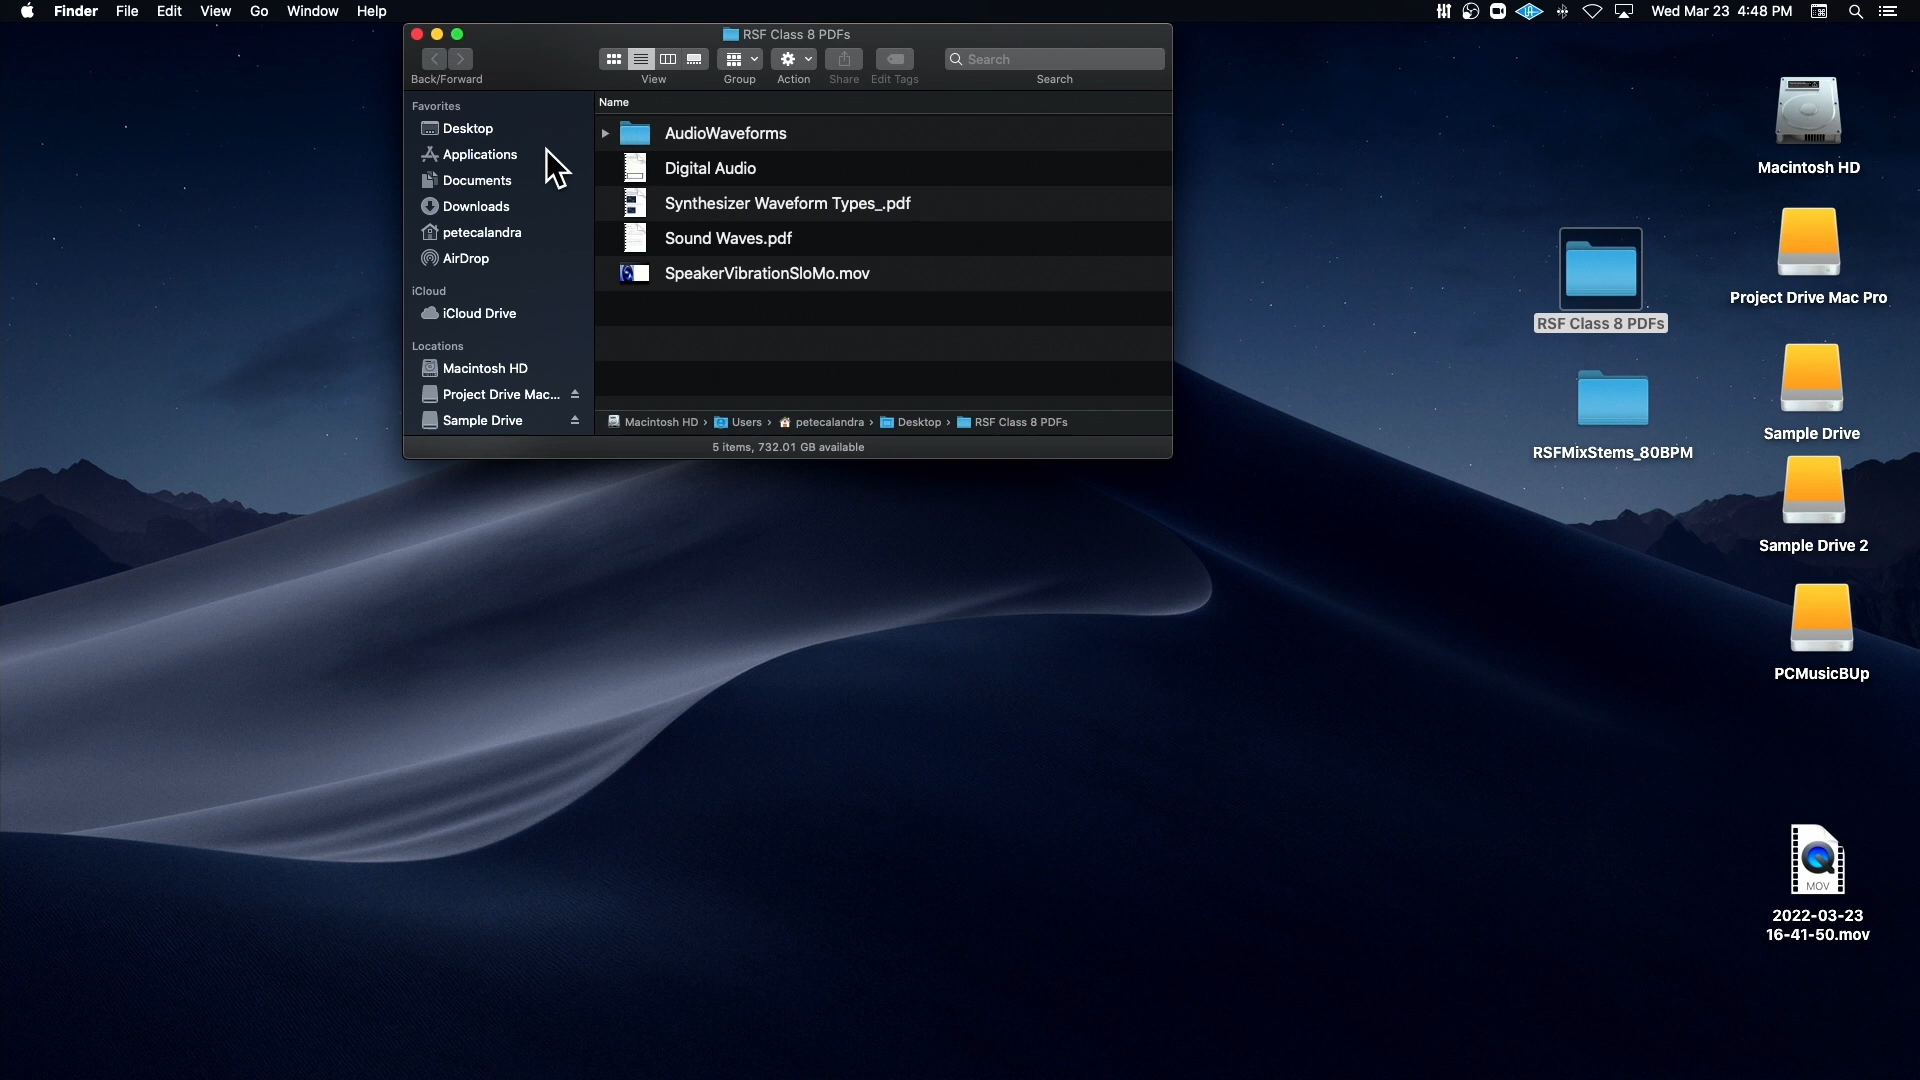 Finder File Edit View Go Window Help
Wed Mar 23 4:48 PM
RSF Class 8 PDFs
Search
Back/Forward View Group Action Share Edit Tags Search
Favorites
Desktop
Applications
Documents
Downloads
petecalandra
AirDrop
iCloud
iCloud Drive
Locations
Macintosh HD
Project Drive Mac...
Sample Drive
Name
AudioWaveforms
Digital Audio
Synthesizer Waveform Types_.pdf
Sound Waves.pdf
SpeakerVibrationSloMo.mov
Macintosh HD › Users › petecalandra › Desktop › RSF Class 8 PDFs
5 items, 732.01 GB available
RSF Class 8 PDFs
RSFMixStems_80BPM
Macintosh HD
Project Drive Mac Pro
Sample Drive
Sample Drive 2
PCMusicBUp
MOV
2022-03-23
16-41-50.mov